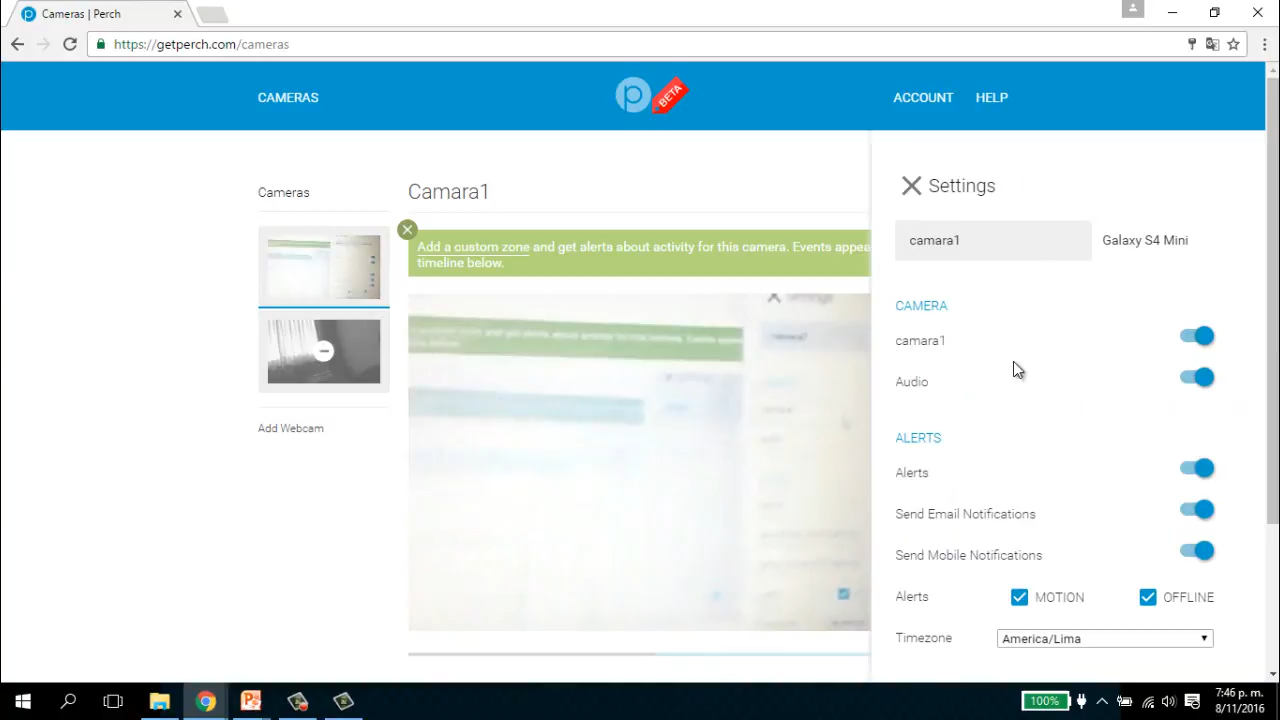 Cameras | Perch
https://getperch.com/cameras
CAMERAS
BETA
ACCOUNT
HELP
Cameras
Add Webcam
Camara1
Add a custom zone and get alerts about activity for this camera. Events appea
timeline below.
Settings
camara1
Galaxy S4 Mini
CAMERA
camara1
Audio
ALERTS
Alerts
Send Email Notifications
Send Mobile Notifications
Alerts
MOTION
OFFLINE
Timezone
America/Lima
100%
7:46 p. m.
8/11/2016